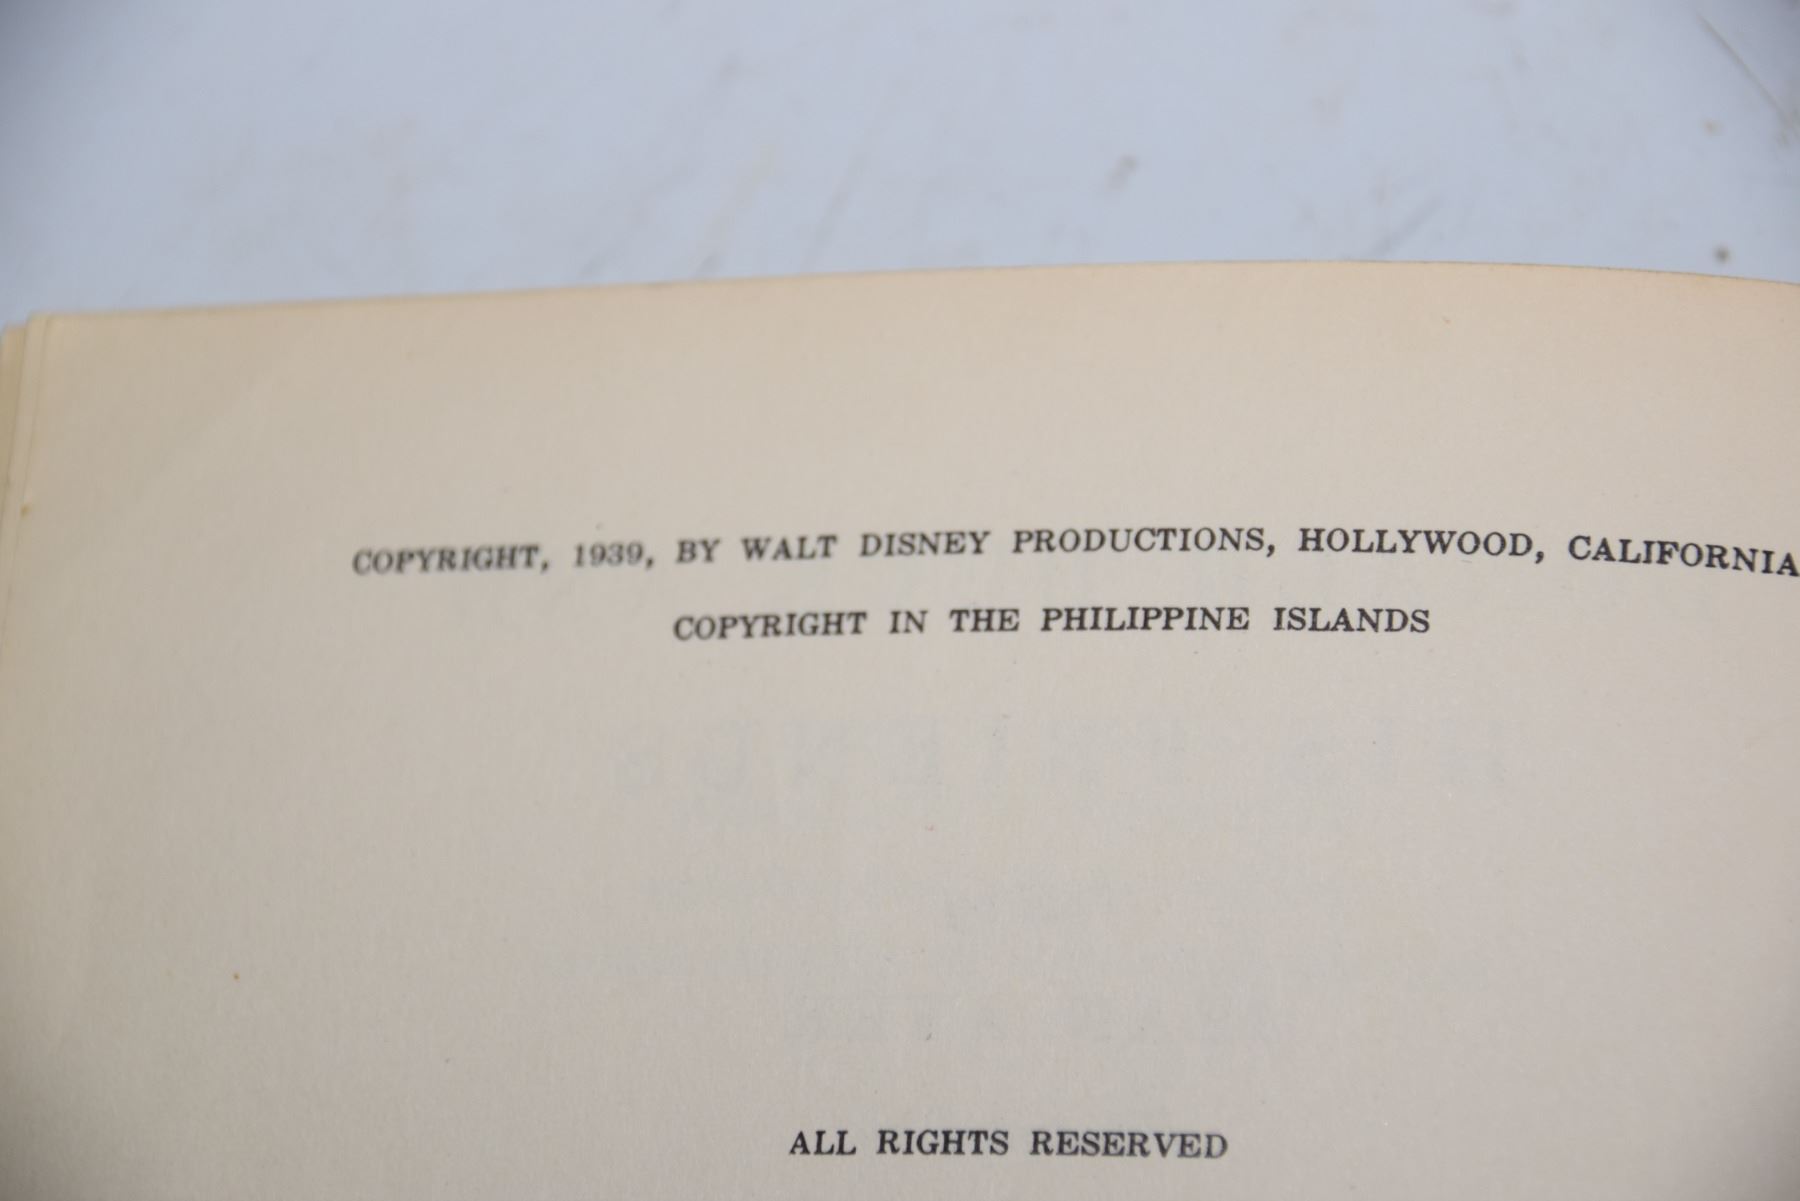 COPYRIGHT, 1939, BY WALT DISNEY PRODUCTIONS, HOLLYWOOD, CALIFORNIA
COPYRIGHT IN THE PHILIPPINE ISLANDS
ALL RIGHTS RESERVED